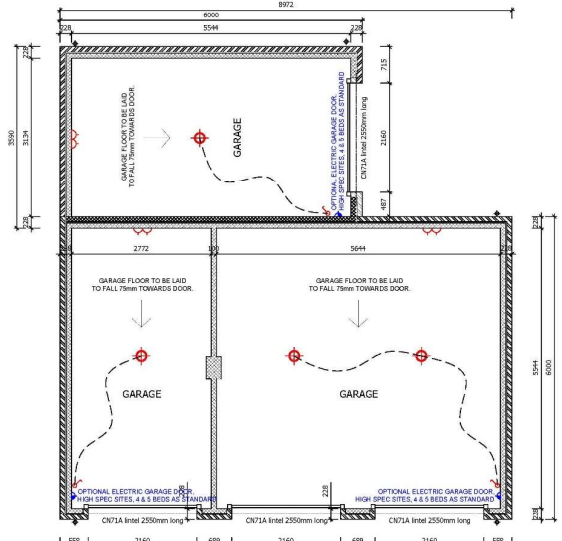 8972
6000
228
5544
228
228
3590
3134
228
GARAGE FLOOR TO BE LAID
TO FALL 75mm TOWARDS DOOR.
GARAGE
OPTIONAL ELECTRIC GARAGE DOOR.
HIGH SPEC SITES, 4 & 5 BEDS AS STANDARD
CN71A lintel 2550mm long
715
2160
487
2772
100
5644
228
228
5544
6000
228
GARAGE FLOOR TO BE LAID
TO FALL 75mm TOWARDS DOOR.
GARAGE FLOOR TO BE LAID
TO FALL 75mm TOWARDS DOOR.
GARAGE
GARAGE
OPTIONAL ELECTRIC GARAGE DOOR.
HIGH SPEC SITES, 4 & 5 BEDS AS STANDARD
228
OPTIONAL ELECTRIC GARAGE DOOR.
HIGH SPEC SITES, 4 & 5 BEDS AS STANDARD
CN71A lintel 2550mm long
CN71A lintel 2550mm long
CN71A lintel 2550mm long
2160
2160
2160